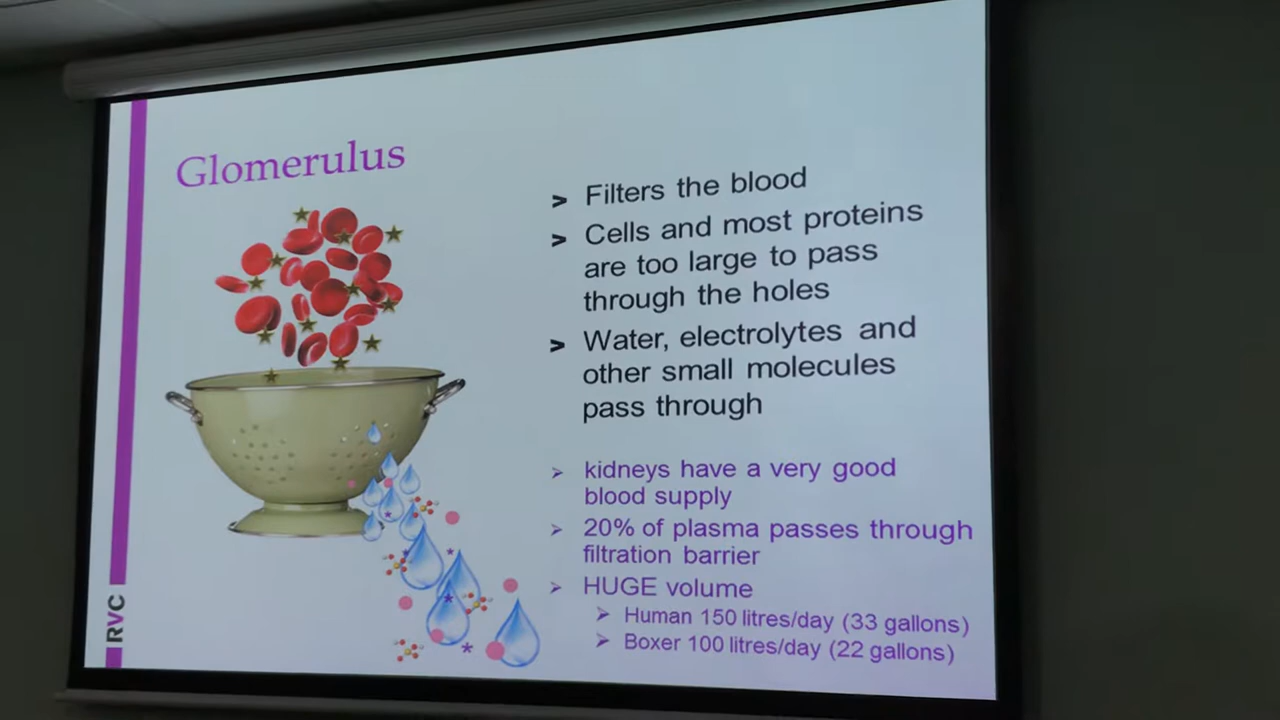 Glomerulus
> Filters the blood
> Cells and most proteins
are too large to pass
through the holes
> Water, electrolytes and
other small molecules
pass through
➢ kidneys have a very good
blood supply
➢ 20% of plasma passes through
filtration barrier
➢ HUGE volume
➢ Human 150 litres/day (33 gallons)
➢ Boxer 100 litres/day (22 gallons)
RVC